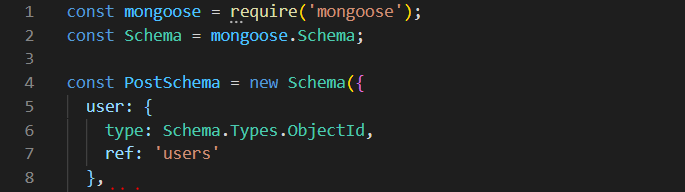 1 const mongoose = require('mongoose');
2 const Schema = mongoose.Schema;
3
4 const PostSchema = new Schema({
5 user: {
6 type: Schema.Types.ObjectId,
7 ref: 'users'
8 },